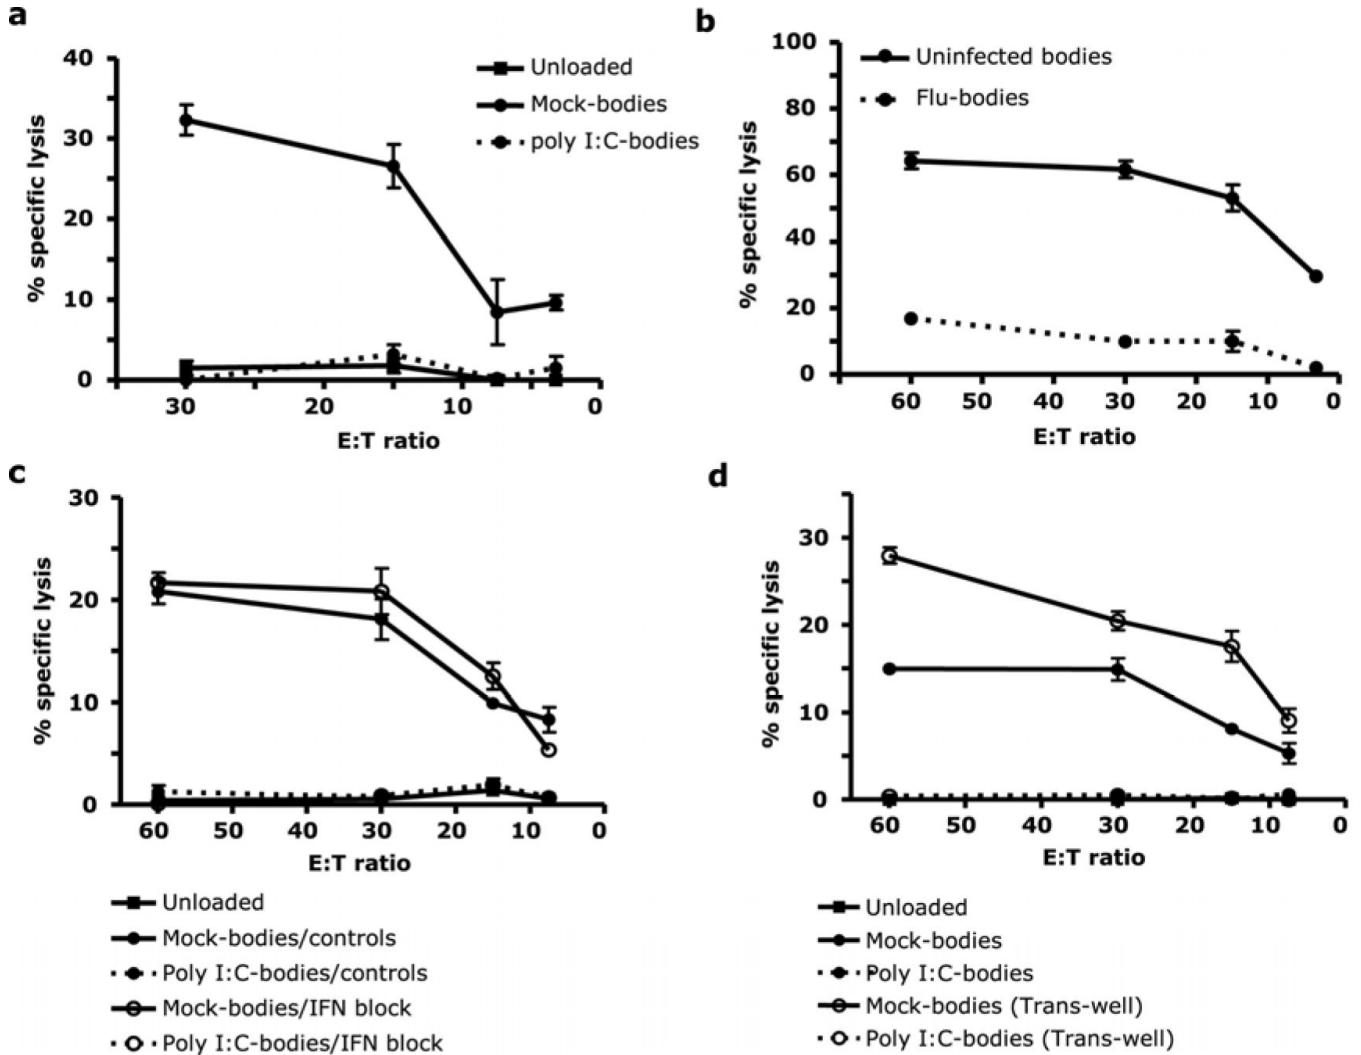 a
40
30
20
10
0
% specific lysis
30
20
10
0
E:T ratio
Unloaded
Mock-bodies
poly I:C-bodies
b
100
80
60
40
20
0
% specific lysis
60
50
40
30
20
10
0
E:T ratio
Uninfected bodies
Flu-bodies
c
30
20
10
0
% specific lysis
60
50
40
30
20
10
0
E:T ratio
Unloaded
Mock-bodies/controls
Poly I:C-bodies/controls
Mock-bodies/IFN block
Poly I:C-bodies/IFN block
d
30
20
10
0
% specific lysis
60
50
40
30
20
10
0
E:T ratio
Unloaded
Mock-bodies
Poly I:C-bodies
Mock-bodies (Trans-well)
Poly I:C-bodies (Trans-well)